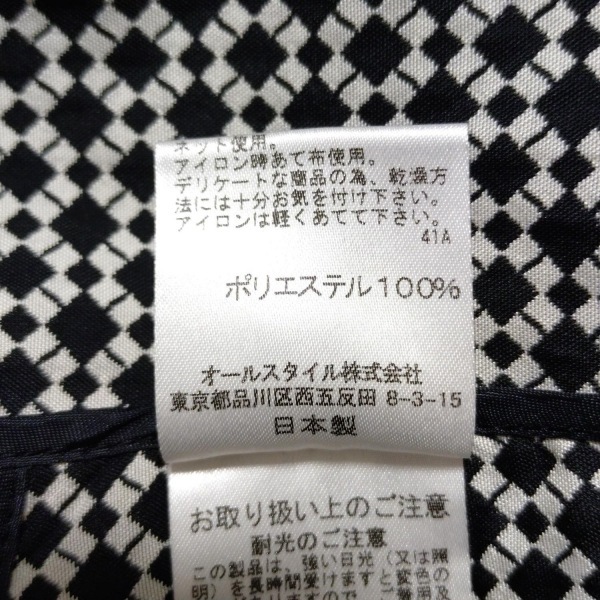 ネット使用。
アイロン時あて布使用。
デリケートな商品の為、乾燥方
法には十分お気を付け下さい。
アイロンは軽くあてて下さい。
41A
ポリエステル100%
オールスタイル株式会社
東京都品川区西五反田 8-3-15
日本製
お取り扱い上のご注意
耐光のご注意
この製品は、強い日光(又は照
明)を長時間受けますと変色の